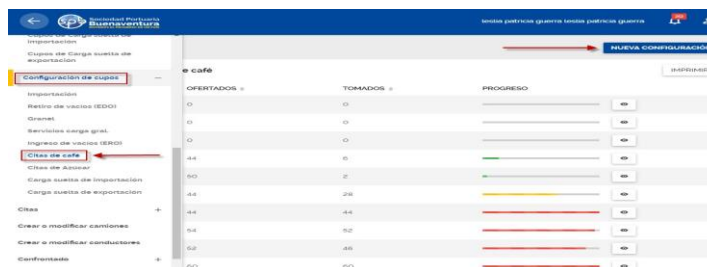 Sociedad Portuaria
Buenaventura
tesla patricia guerra tesla patricia guerra
Cupos de Carga suelta de
importación
Cupos de Carga suelta de
exportación
NUEVA CONFIGURACIÓN
Configuración de cupos
e café
IMPRIMIR
OFERTADOS TOMADOS PROGRESO
Importación
Retiro de vacíos (EDO)
0 0
Granel
0 0
Servicios carga gral.
Ingreso de vacíos (ERO)
0 0
Citas de café
44 6
Citas de Azúcar
50 2
Carga suelta de importación
Carga suelta de exportación
44 28
Citas
44 44
Crear o modificar camiones
54 52
Crear o modificar conductores
52 46
Confrontado
50 50